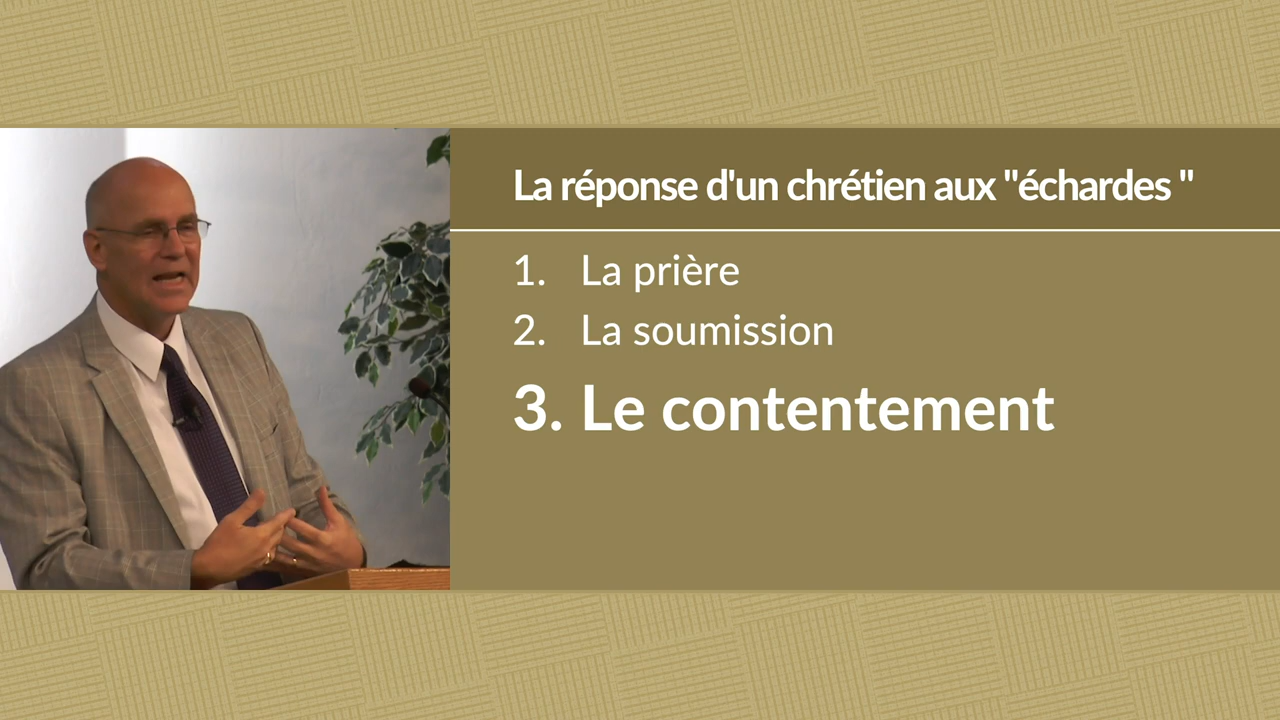 La réponse d'un chrétien aux "échardes "
1. La prière
2. La soumission
3. Le contentement